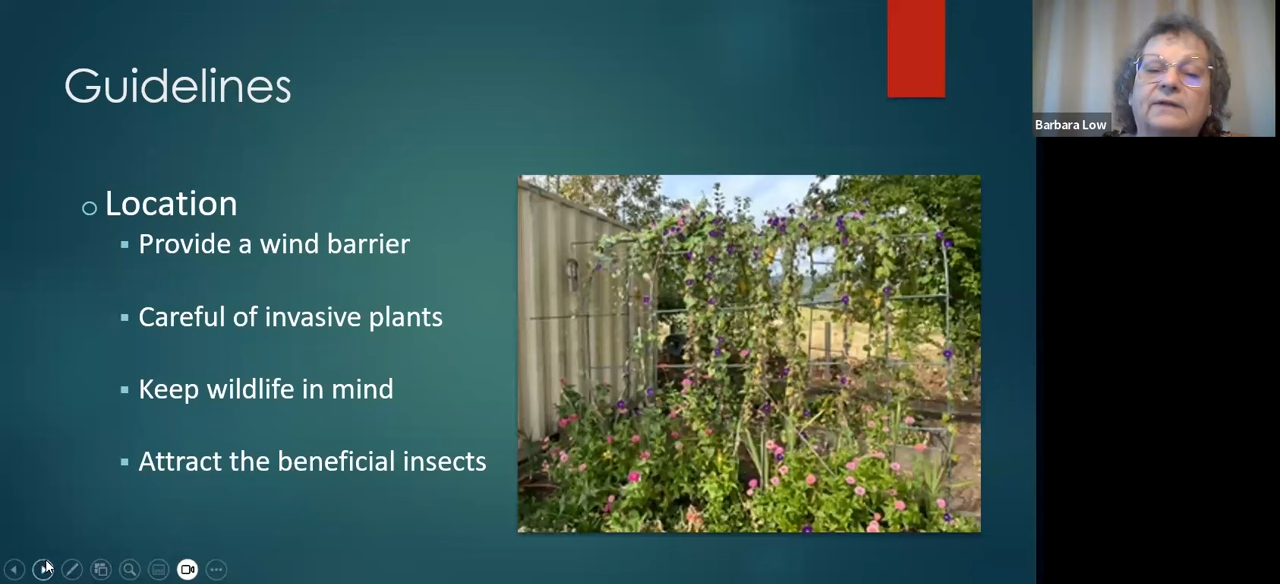 Guidelines
Location
Provide a wind barrier
Careful of invasive plants
Keep wildlife in mind
Attract the beneficial insects
Barbara Low